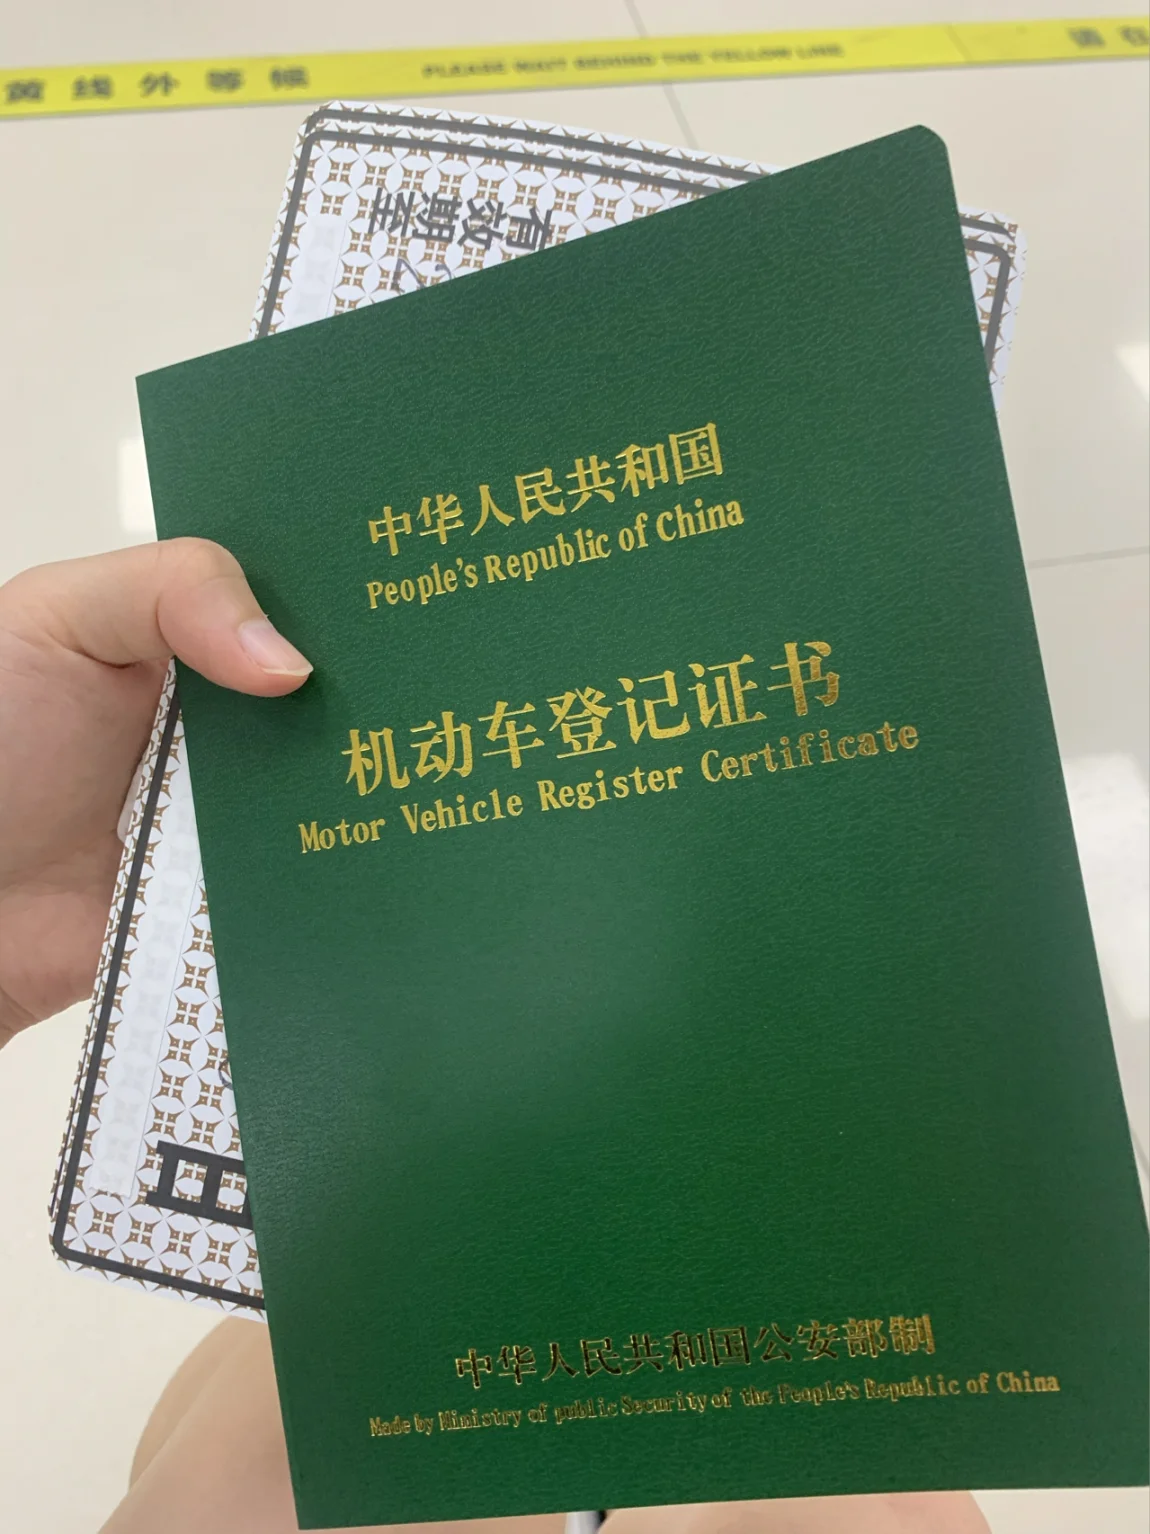 黄线外等候 PLEASE WAIT BEHIND THE YELLOW LINE 请在
有效
期至
中华人民共和国
People's Republic of China
机动车登记证书
Motor Vehicle Register Certificate
中华人民共和国公安部制
Made by Ministry of public Security of the People's Republic of China